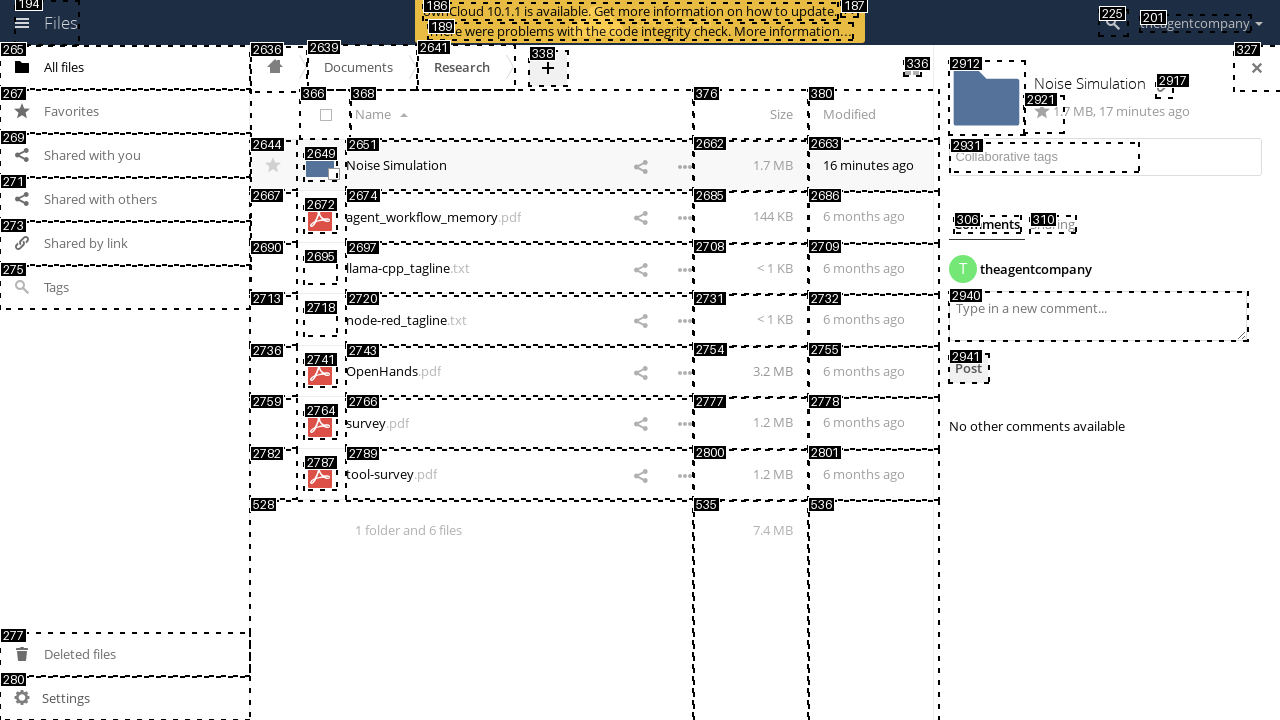 194
Files
186
ownCloud 10.1.1 is available. Get more information on how to update.
187
189
There were problems with the code integrity check. More information…
225
201
theagentcompany
265
All files
267
Favorites
269
Shared with you
271
Shared with others
273
Shared by link
275
Tags
277
Deleted files
280
Settings
2636
2639
Documents
2641
Research
338
+
336
366
368
Name
376
Size
380
Modified
2644
2649
2651
Noise Simulation
2662
1.7 MB
2663
16 minutes ago
2667
2672
2674
agent_workflow_memory.pdf
2685
144 KB
2686
6 months ago
2690
2695
2697
llama-cpp_tagline.txt
2708
< 1 KB
2709
6 months ago
2713
2718
2720
node-red_tagline.txt
2731
< 1 KB
2732
6 months ago
2736
2741
2743
OpenHands.pdf
2754
3.2 MB
2755
6 months ago
2759
2764
2766
survey.pdf
2777
1.2 MB
2778
6 months ago
2782
2787
2789
tool-survey.pdf
2800
1.2 MB
2801
6 months ago
528
1 folder and 6 files
535
7.4 MB
536
327
2912
Noise Simulation
2917
2921
1.7 MB, 17 minutes ago
2931
Collaborative tags
306
Comments
310
Sharing
T
theagentcompany
2940
Type in a new comment...
2941
Post
No other comments available